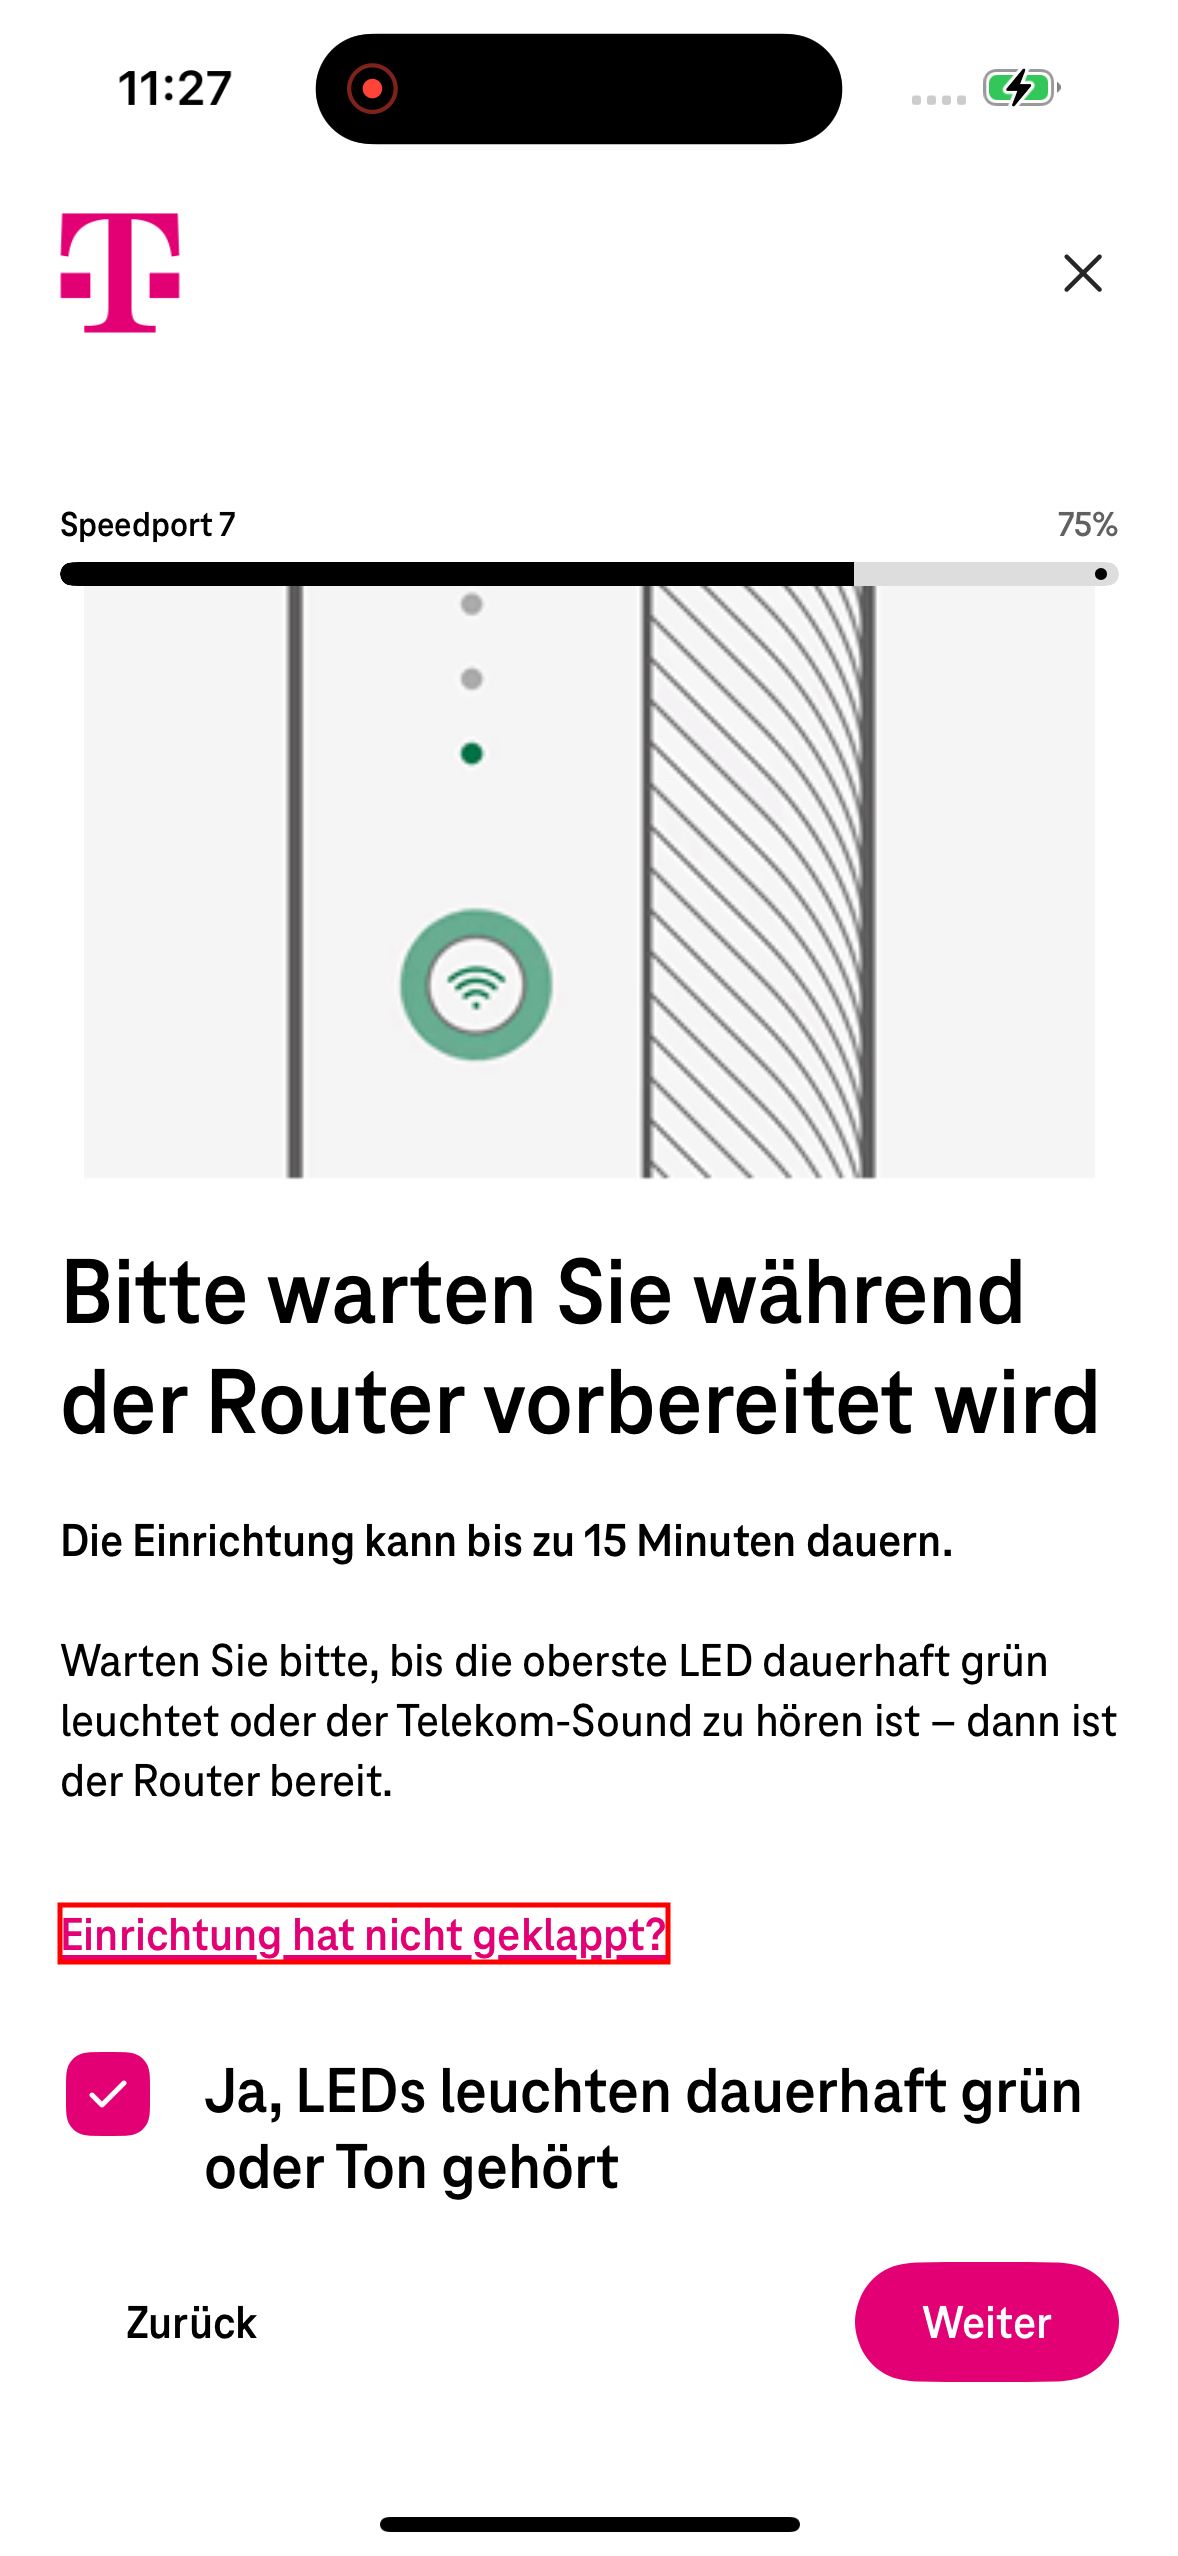 11:27
T
Speedport 7
75%
Bitte warten Sie während
der Router vorbereitet wird
Die Einrichtung kann bis zu 15 Minuten dauern.
Warten Sie bitte, bis die oberste LED dauerhaft grün
leuchtet oder der Telekom-Sound zu hören ist – dann ist
der Router bereit.
Einrichtung hat nicht geklappt?
Ja, LEDs leuchten dauerhaft grün
oder Ton gehört
Zurück
Weiter